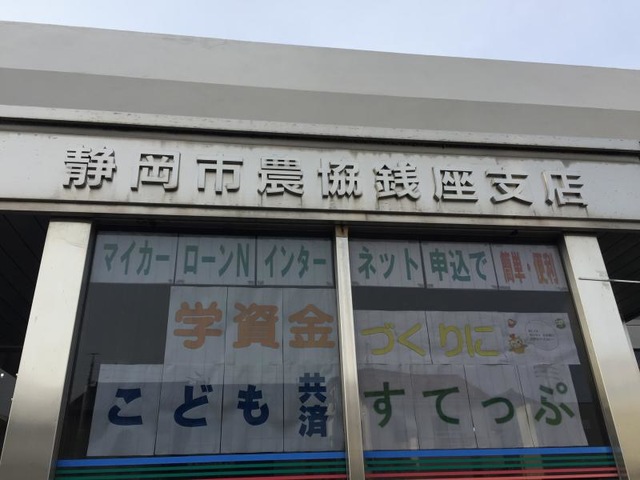 静岡市農協銭座支店
マイカーローンN インターネット申込で簡単・便利
学資金づくりに
こども共済すてっぷ